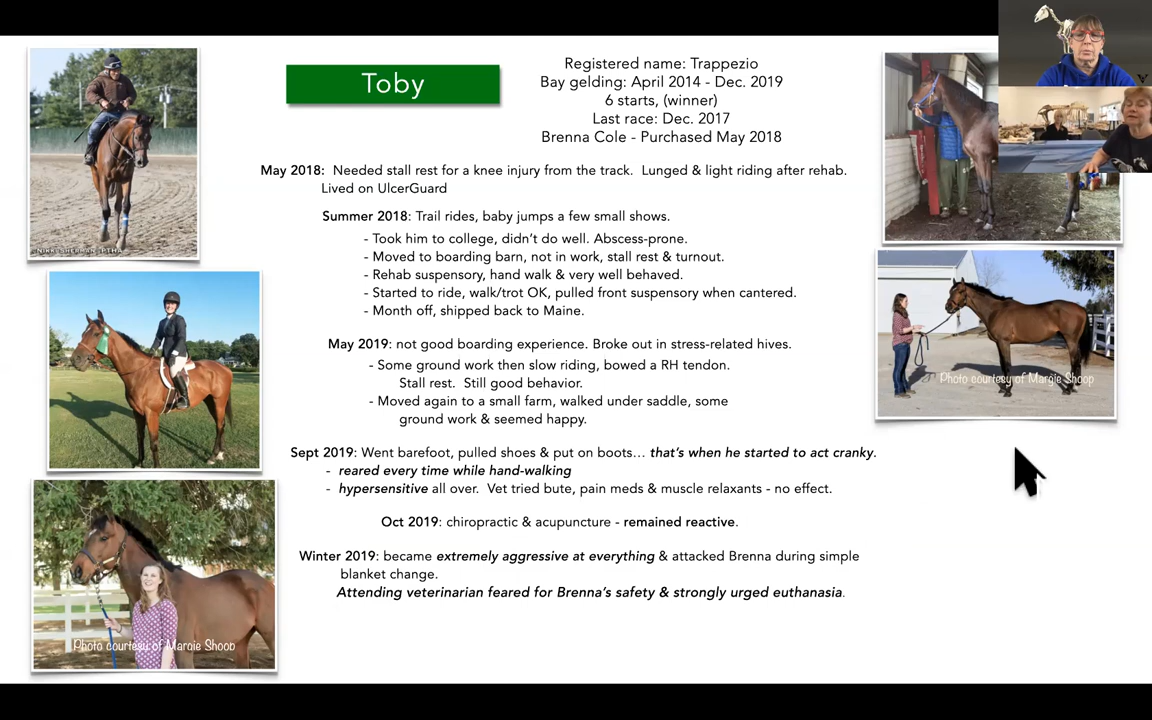 Toby
Registered name: Trappezio
Bay gelding: April 2014 - Dec. 2019
6 starts, (winner)
Last race: Dec. 2017
Brenna Cole - Purchased May 2018
May 2018: Needed stall rest for a knee injury from the track. Lunged & light riding after rehab.
Lived on UlcerGuard
Summer 2018: Trail rides, baby jumps a few small shows.
- Took him to college, didn't do well. Abscess-prone.
- Moved to boarding barn, not in work, stall rest & turnout.
- Rehab suspensory, hand walk & very well behaved.
- Started to ride, walk/trot OK, pulled front suspensory when cantered.
- Month off, shipped back to Maine.
May 2019: not good boarding experience. Broke out in stress-related hives.
- Some ground work then slow riding, bowed a RH tendon.
Stall rest. Still good behavior.
- Moved again to a small farm, walked under saddle, some
ground work & seemed happy.
Sept 2019: Went barefoot, pulled shoes & put on boots... that's when he started to act cranky.
- reared every time while hand-walking
- hypersensitive all over. Vet tried bute, pain meds & muscle relaxants - no effect.
Oct 2019: chiropractic & acupuncture - remained reactive.
Winter 2019: became extremely aggressive at everything & attacked Brenna during simple
blanket change.
Attending veterinarian feared for Brenna's safety & strongly urged euthanasia.
Photo courtesy of Margie Shoop
Photo courtesy of Margie Shoop